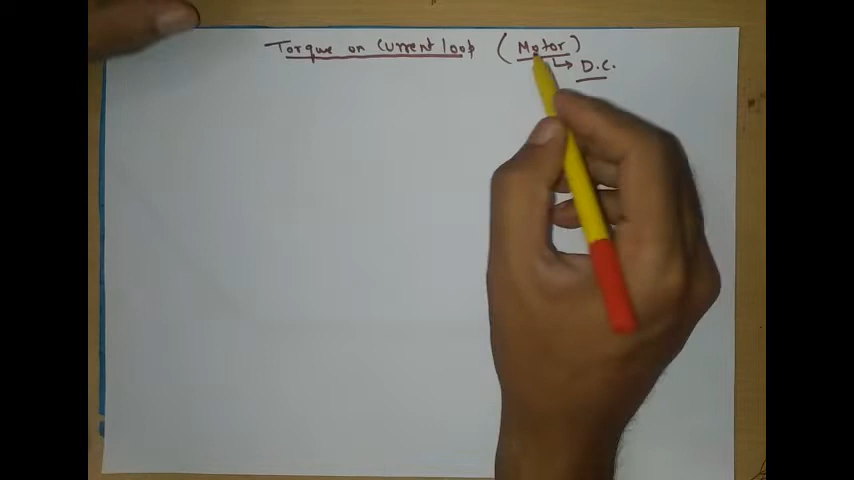 Torque on Current loop (Motor)
↳ D.C.